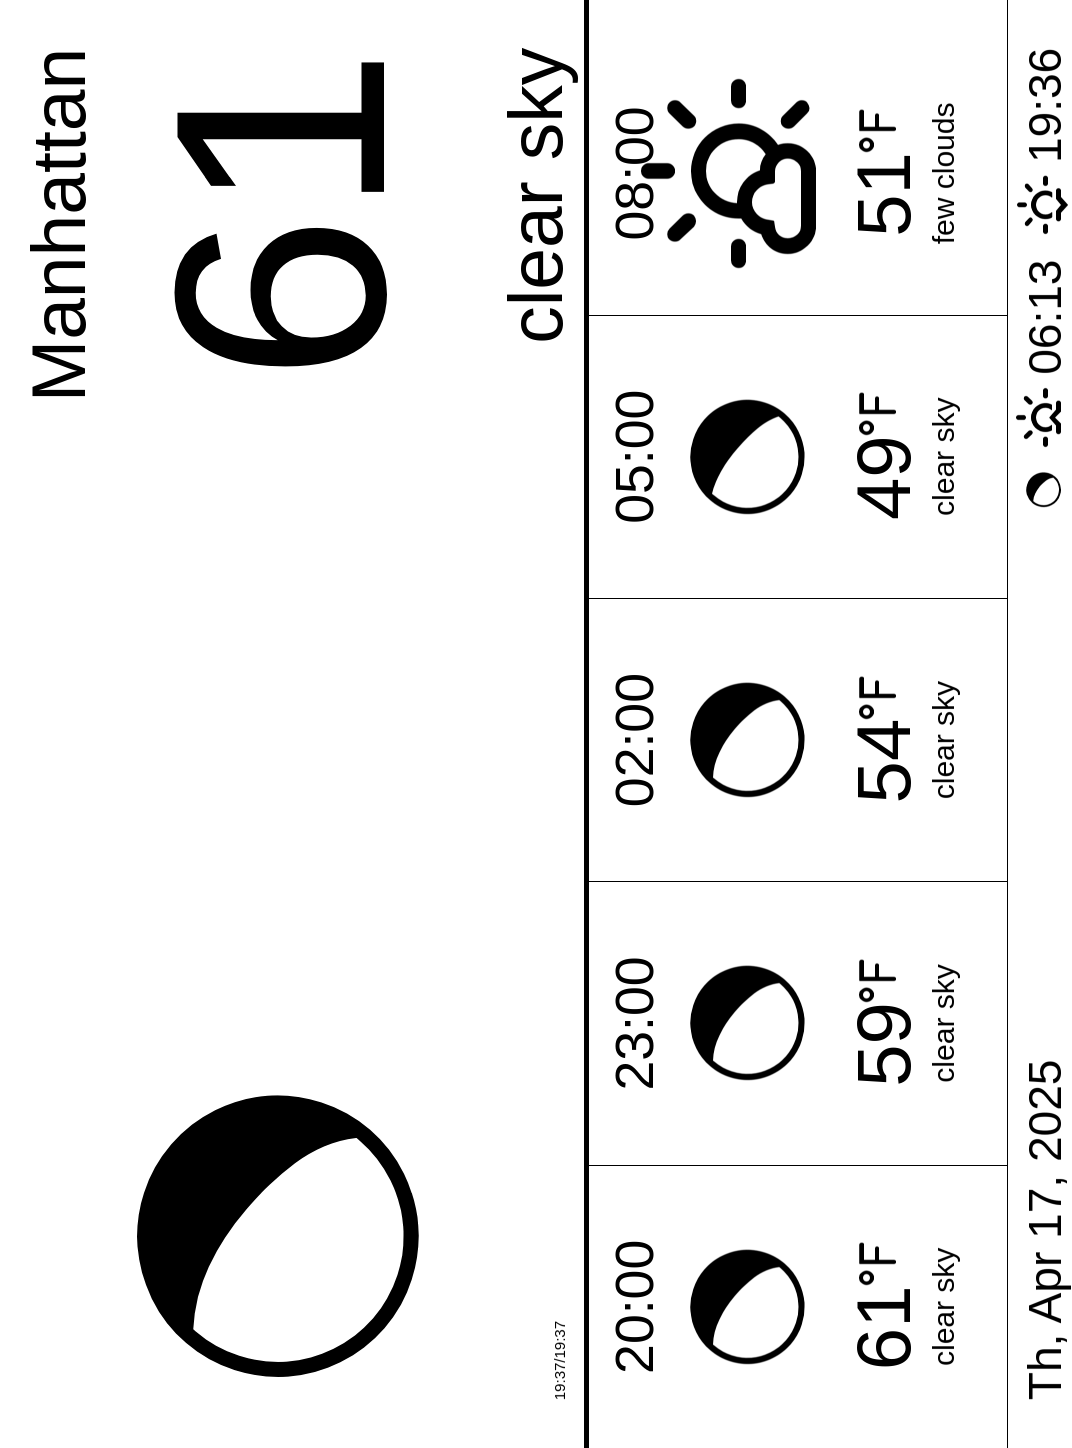 Manhattan
61
clear sky
19:37/19:37
20:00
61°F
clear sky
23:00
59°F
clear sky
02:00
54°F
clear sky
05:00
49°F
clear sky
08:00
51°F
few clouds
Th, Apr 17, 2025
06:13
19:36